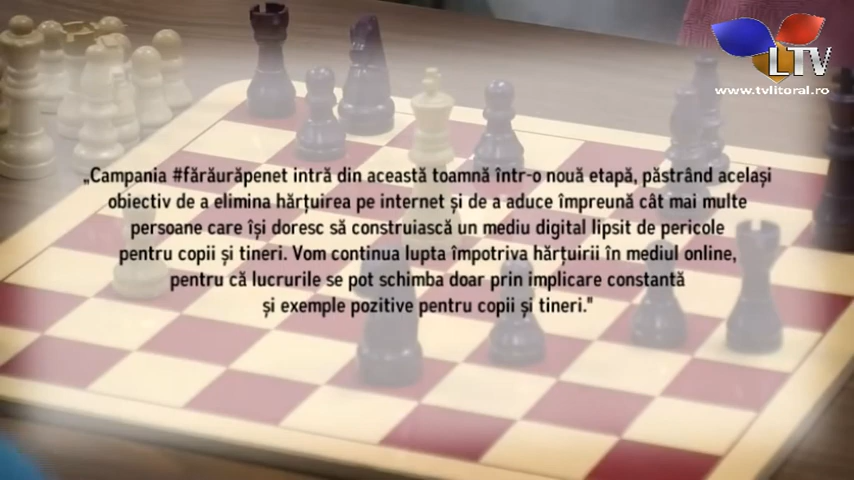 LTV
www.tvlitoral.ro
„Campania #fărăurăpenet intră din această toamnă într-o nouă etapă, păstrând același
obiectiv de a elimina hărțuirea pe internet și de a aduce împreună cât mai multe
persoane care își doresc să construiască un mediu digital lipsit de pericole
pentru copii și tineri. Vom continua lupta împotriva hărțuirii în mediul online,
pentru că lucrurile se pot schimba doar prin implicare constantă
și exemple pozitive pentru copii și tineri."